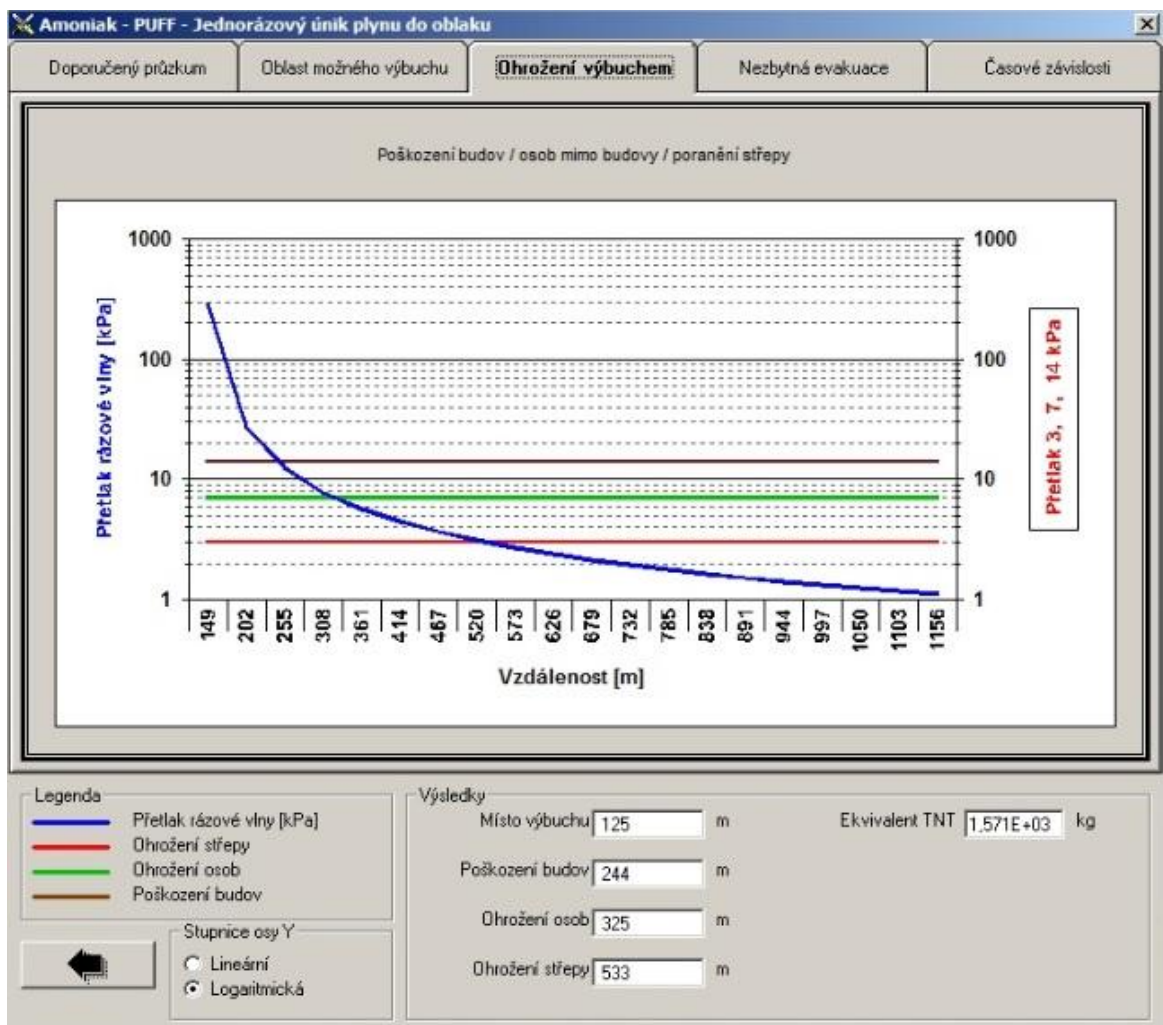 Amoniak - PUFF - Jednorázový únik plynu do oblaku
Doporučený průzkum
Oblast možného výbuchu
Ohrožení výbuchem
Nezbytná evakuace
Časové závislosti
Poškození budov / osob mimo budovy / poranění střepy
Přetlak rázové vlny [kPa]
1000
100
10
1
1000
100
10
1
Přetlak 3, 7, 14 kPa
149 202 255 308 361 414 467 520 573 626 679 732 785 838 891 944 997 1050 1103 1156
Vzdálenost [m]
Legenda
Přetlak rázové vlny [kPa]
Ohrožení střepy
Ohrožení osob
Poškození budov
Stupnice osy Y
Lineární
Logaritmická
Výsledky
Místo výbuchu 125 m
Ekvivalent TNT 1,571E+03 kg
Poškození budov 244 m
Ohrožení osob 325 m
Ohrožení střepy 533 m